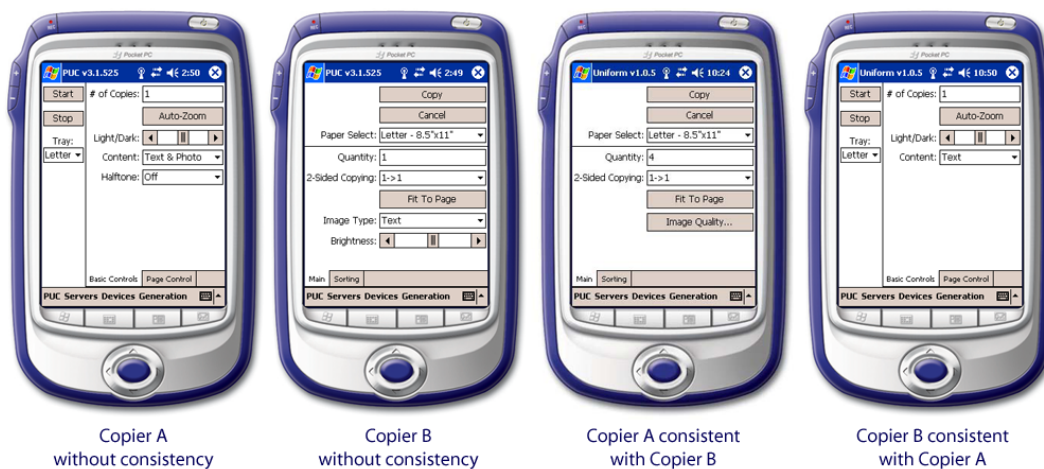 Pocket PC
PUC v3.1.525 2:50
Start
# of Copies: 1
Stop
Auto-Zoom
Tray:
Light/Dark:
Letter
Content: Text & Photo
Halftone: Off
Basic Controls Page Control
PUC Servers Devices Generation
Copier A
without consistency
Pocket PC
PUC v3.1.525 2:49
Copy
Cancel
Paper Select: Letter - 8.5"x11"
Quantity: 1
2-Sided Copying: 1->1
Fit To Page
Image Type: Text
Brightness:
Main Sorting
PUC Servers Devices Generation
Copier B
without consistency
Pocket PC
Uniform v1.0.5 10:24
Copy
Cancel
Paper Select: Letter - 8.5"x11"
Quantity: 4
2-Sided Copying: 1->1
Fit To Page
Image Quality...
Main Sorting
PUC Servers Devices Generation
Copier A consistent
with Copier B
Pocket PC
Uniform v1.0.5 10:50
Start
# of Copies: 1
Stop
Auto-Zoom
Tray:
Light/Dark:
Letter
Content: Text
Basic Controls Page Control
PUC Servers Devices Generation
Copier B consistent
with Copier A